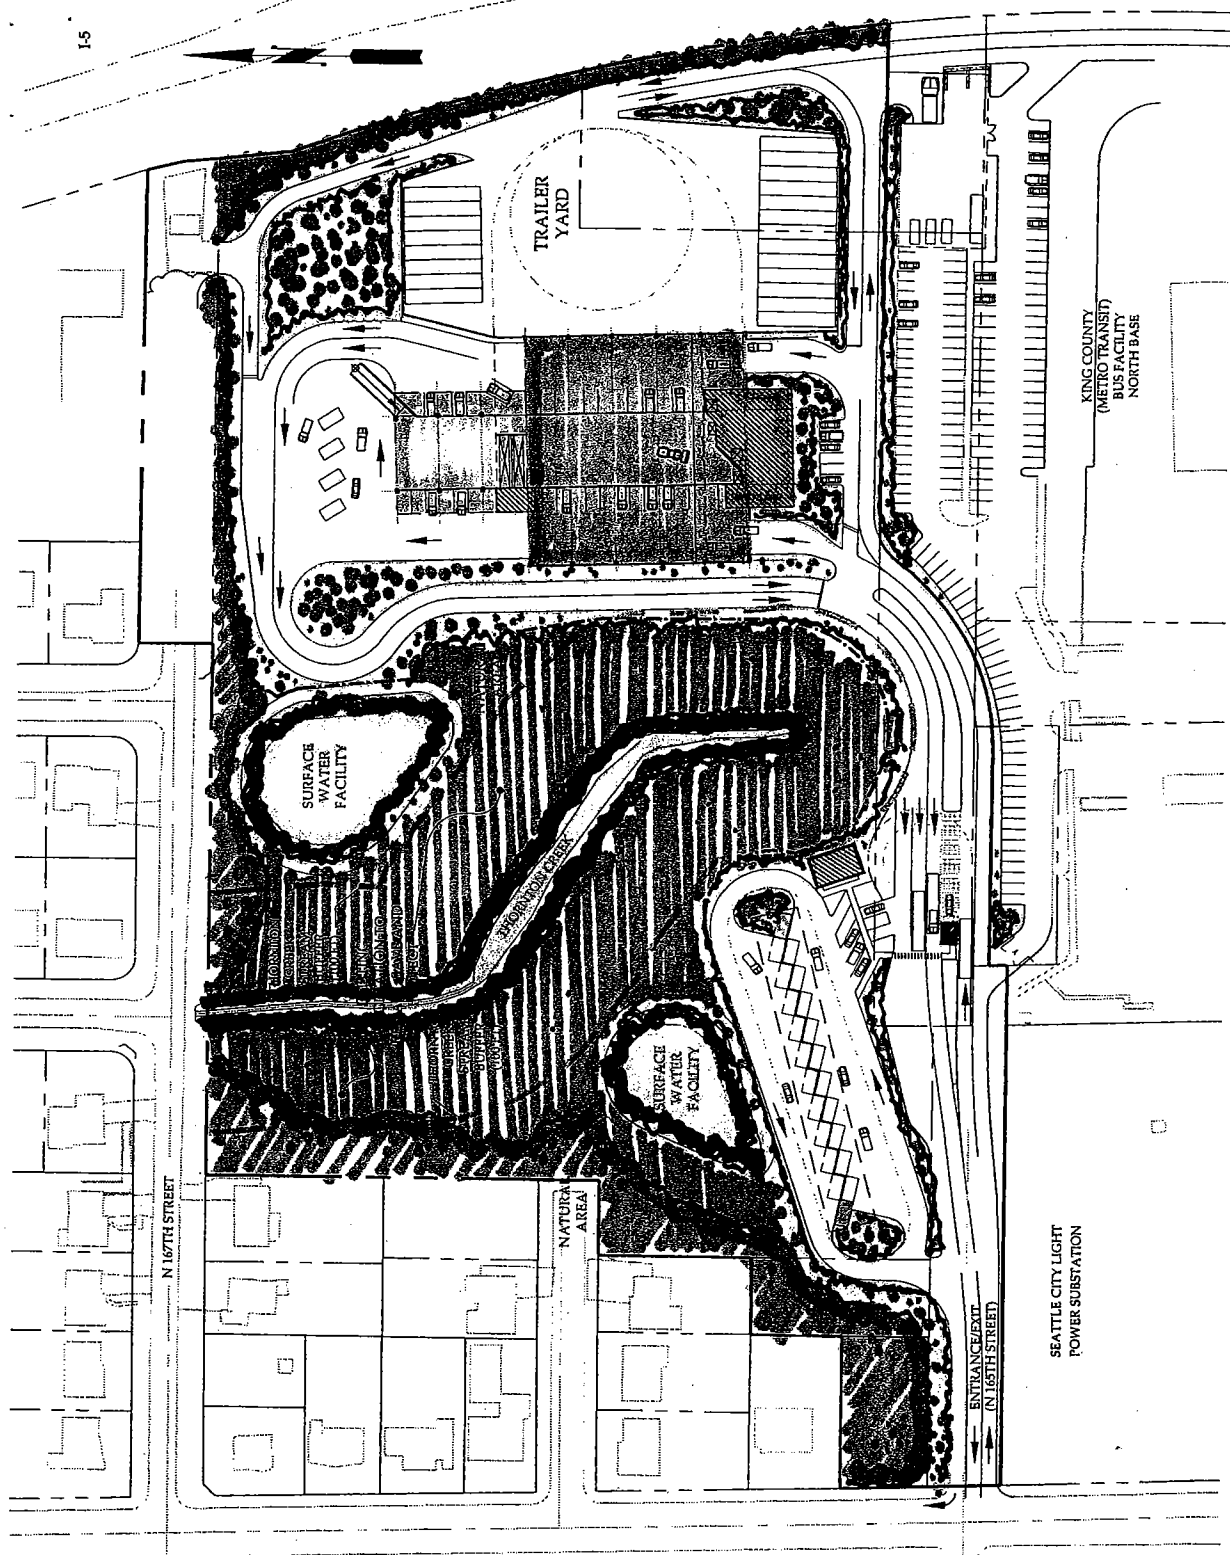 I-5
TRAILER
YARD
KING COUNTY
(METRO TRANSIT)
BUS FACILITY
NORTH BASE
SURFACE
WATER
FACILITY
THORNTON CREEK
SURFACE
WATER
FACILITY
N 167TH STREET
NATURAL
AREA
ENTRANCE/EXIT
(N 165TH STREET)
SEATTLE CITY LIGHT
POWER SUBSTATION